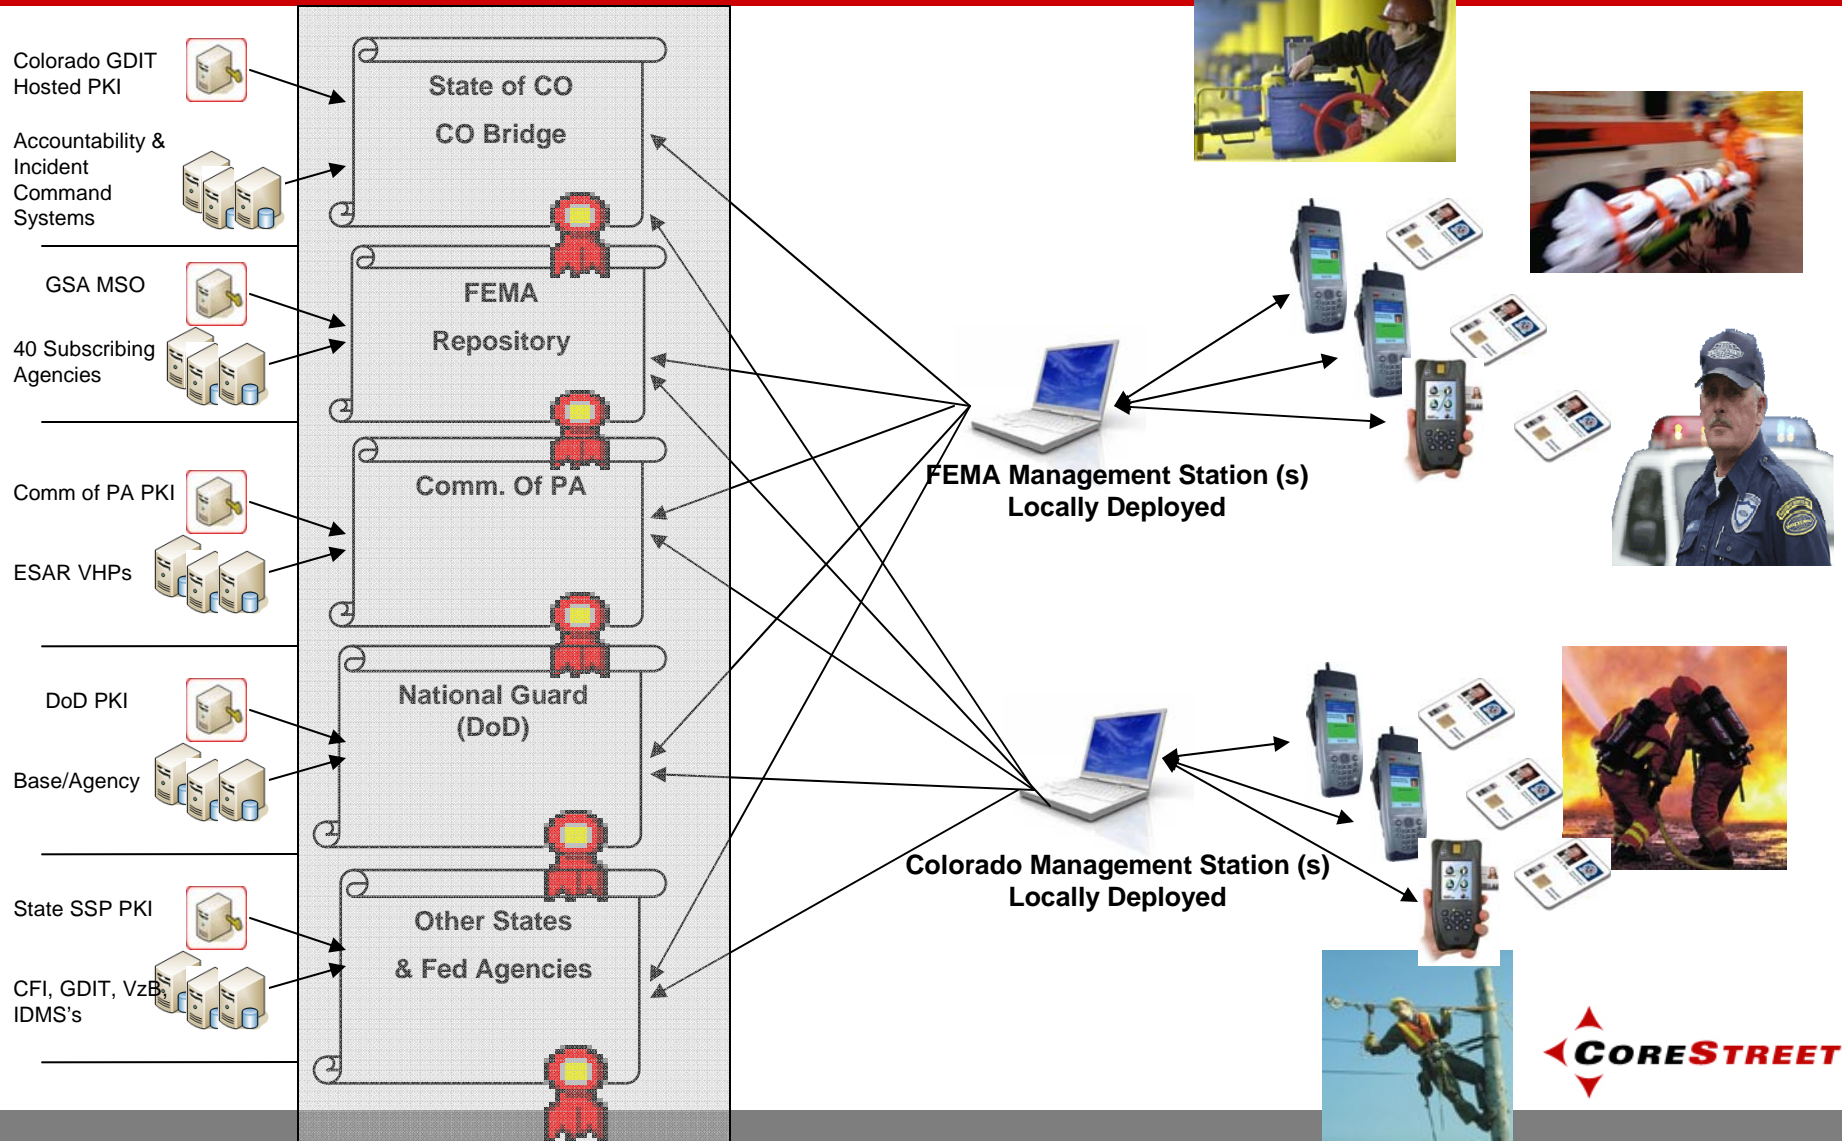 Colorado GDIT
Hosted PKI
Accountability &
Incident
Command
Systems
GSA MSO
40 Subscribing
Agencies
Comm of PA PKI
ESAR VHPs
DoD PKI
Base/Agency
State SSP PKI
CFI, GDIT, VzB,
IDMS's
State of CO
CO Bridge
FEMA
Repository
Comm. Of PA
National Guard
(DoD)
Other States
& Fed Agencies
FEMA Management Station (s)
Locally Deployed
Colorado Management Station (s)
Locally Deployed
CORESTREET